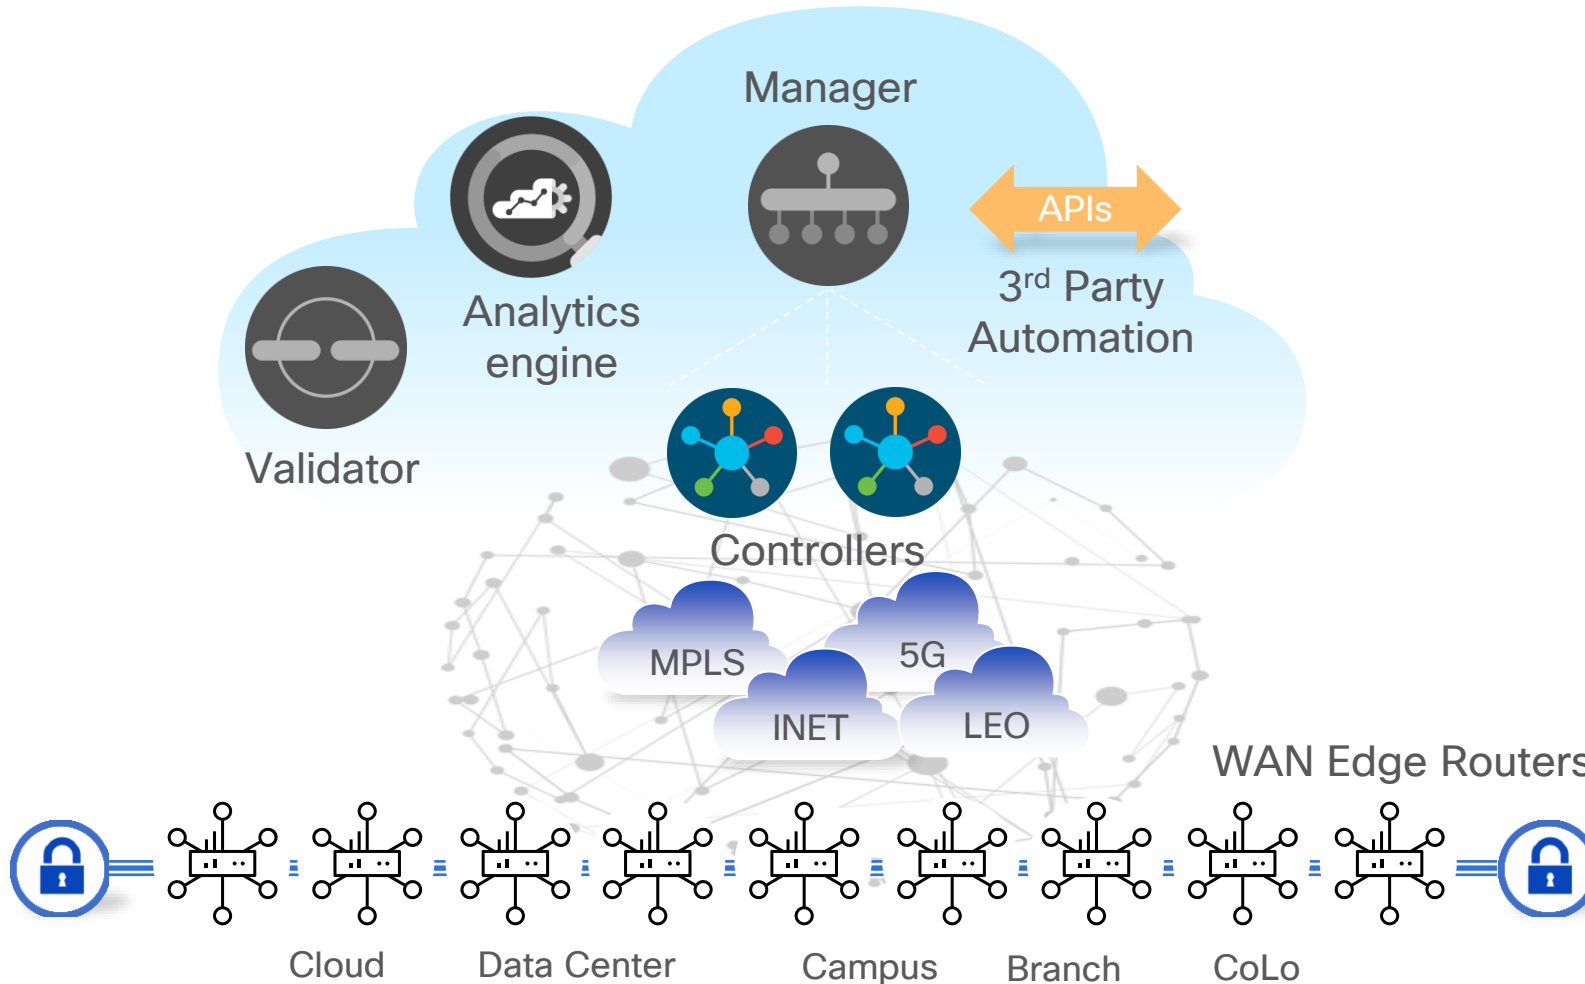 Manager
APIs
3rd Party
Automation
Analytics
engine
Validator
Controllers
MPLS
5G
INET
LEO
WAN Edge Routers
Cloud
Data Center
Campus
Branch
CoLo